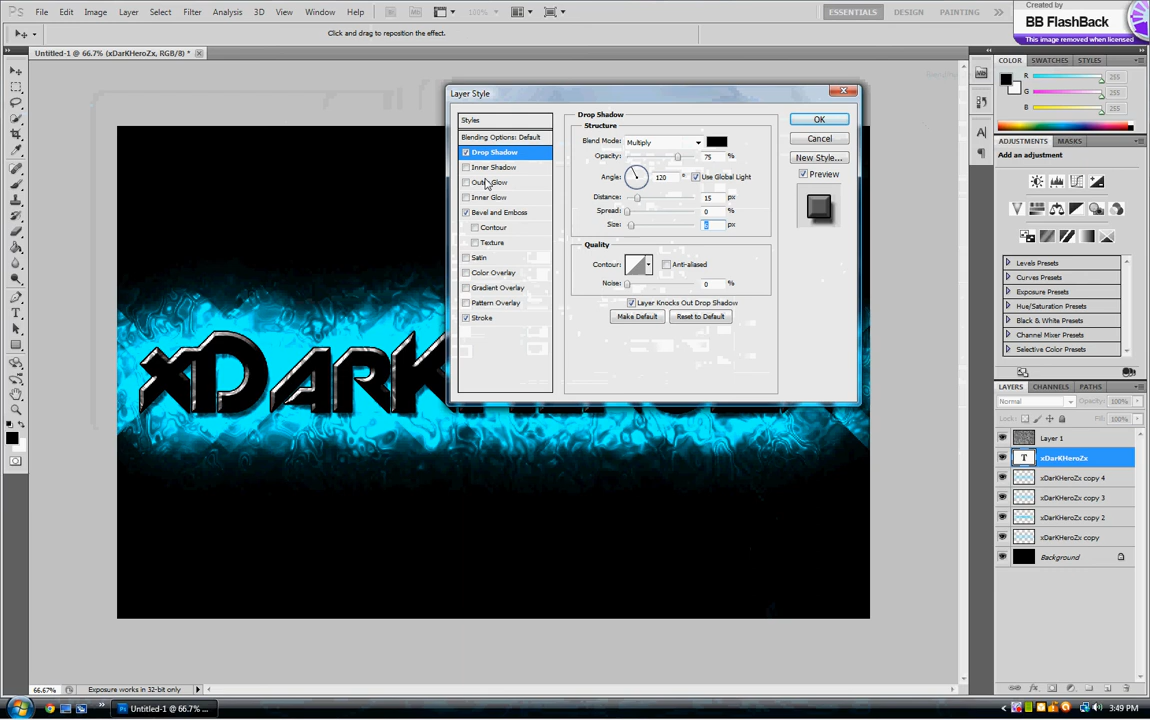 Ps File Edit Image Layer Select Filter Analysis 3D View Window Help Br Mb 100% ESSENTIALS DESIGN PAINTING
Created by
BB FlashBack
This image removed when licensed
Click and drag to reposition the effect.
Untitled-1 @ 66.7% (xDarKHeroZx, RGB/8) *
Layer Style
Styles
Blending Options: Default
Drop Shadow
Inner Shadow
Outer Glow
Inner Glow
Bevel and Emboss
Contour
Texture
Satin
Color Overlay
Gradient Overlay
Pattern Overlay
Stroke
Drop Shadow
Structure
Blend Mode: Multiply
Opacity: 75 %
Angle: 120 ° Use Global Light
Distance: 15 px
Spread: 0 %
Size: px
Quality
Contour: Anti-aliased
Noise: 0 %
Layer Knocks Out Drop Shadow
Make Default Reset to Default
OK
Cancel
New Style...
Preview
xDarK
COLOR SWATCHES STYLES
R 255
G 255
B 255
ADJUSTMENTS MASKS
Add an adjustment
Levels Presets
Curves Presets
Exposure Presets
Hue/Saturation Presets
Black & White Presets
Channel Mixer Presets
Selective Color Presets
LAYERS CHANNELS PATHS
Normal Opacity: 100%
Lock: Fill: 100%
Layer 1
T xDarKHeroZx
xDarKHeroZx copy 4
xDarKHeroZx copy 3
xDarKHeroZx copy 2
xDarKHeroZx copy
Background
66.67% Exposure works in 32-bit only
Untitled-1 @ 66.7% ...
3:49 PM